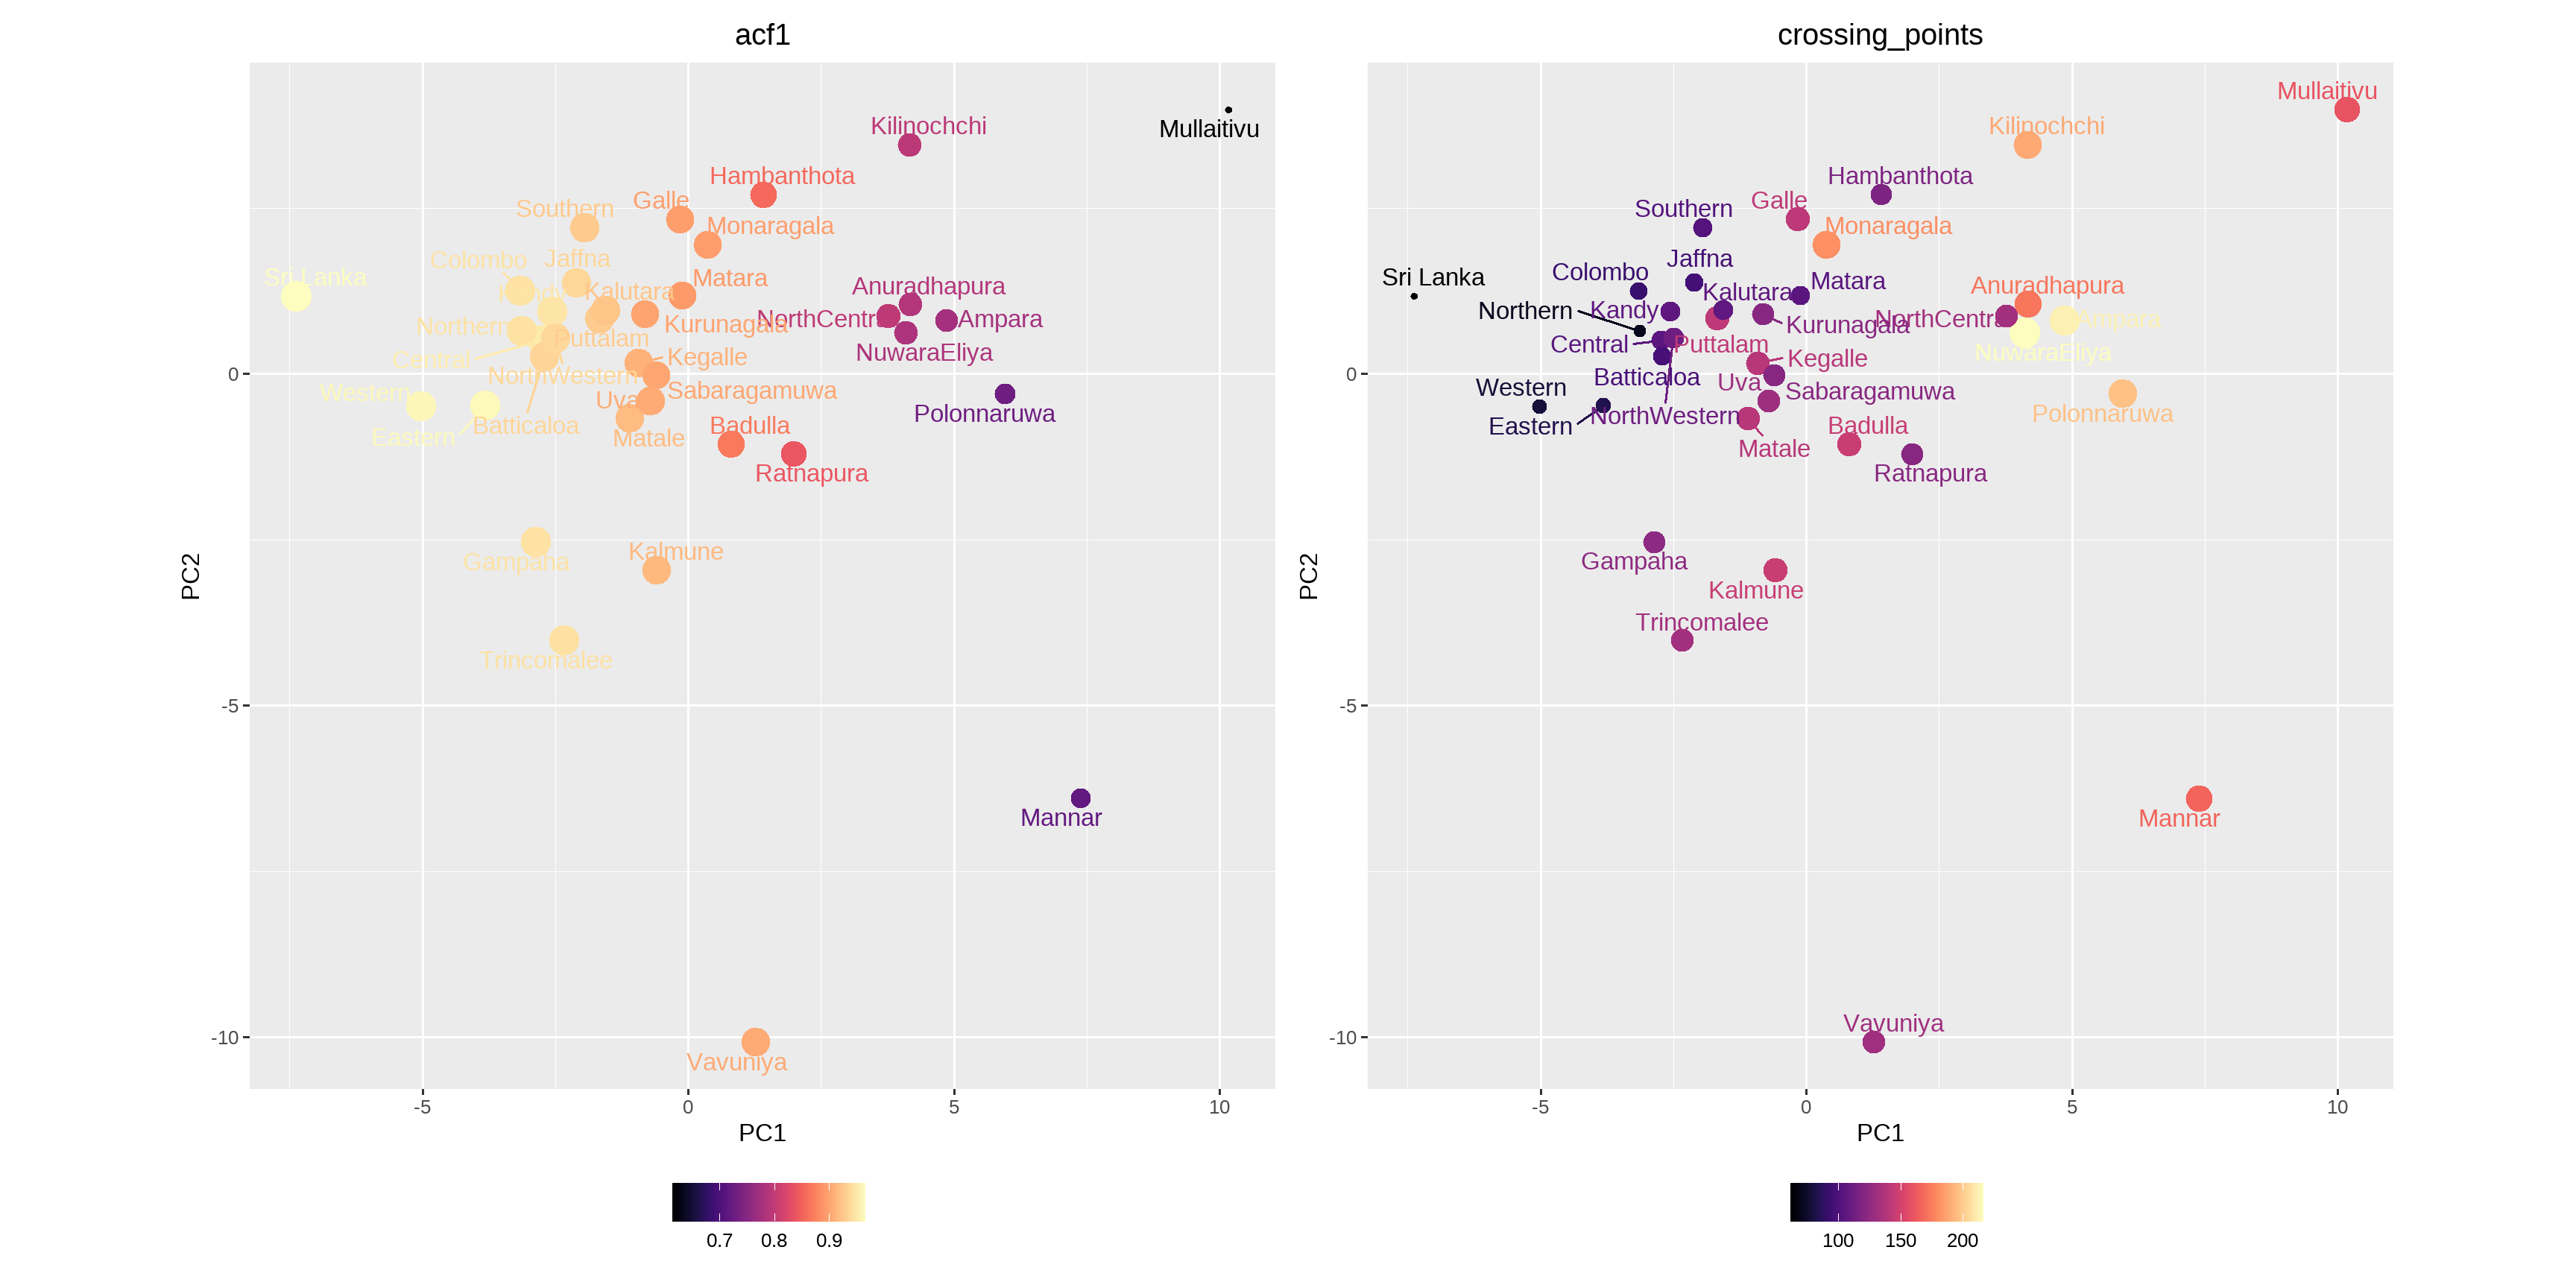 acf1
Mullaitivu
Kilinochchi
Hambanthota
Galle
Southern
Monaragala
Colombo
Jaffna
Sri Lanka
Matara
Kandy
Kalutara
Anuradhapura
Northern
Kurunagala
NorthCentral
Ampara
Puttalam
Central
Kegalle
NuwaraEliya
NorthWestern
Western
Uva
Sabaragamuwa
Polonnaruwa
Eastern
Batticaloa
Badulla
Matale
Ratnapura
Gampaha
Kalmune
Trincomalee
Mannar
Vavuniya
0
-5
-10
-5
0
5
10
PC1
PC2
0.7
0.8
0.9
crossing_points
Mullaitivu
Kilinochchi
Hambanthota
Galle
Southern
Monaragala
Jaffna
Colombo
Sri Lanka
Matara
Anuradhapura
Kalutara
Northern
Kandy
Kurunagala
NorthCentral
Ampara
Central
Puttalam
NuwaraEliya
Kegalle
Batticaloa
Uva
Western
Sabaragamuwa
Polonnaruwa
NorthWestern
Eastern
Badulla
Matale
Ratnapura
Gampaha
Kalmune
Trincomalee
Mannar
Vavuniya
0
-5
-10
-5
0
5
10
PC1
PC2
100
150
200